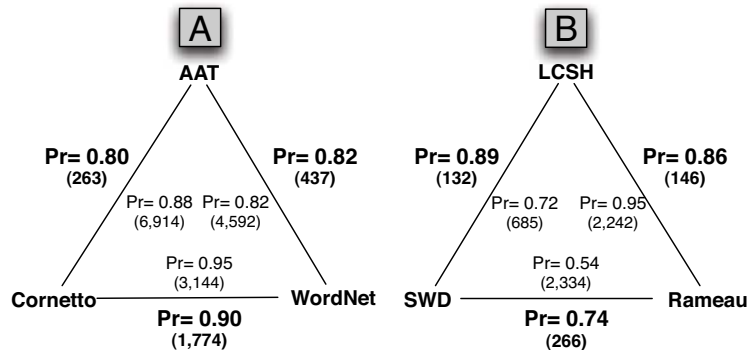 A
AAT
Pr= 0.80
(263)
Pr= 0.82
(437)
Pr= 0.88
(6,914)
Pr= 0.82
(4,592)
Pr= 0.95
(3,144)
Cornetto
WordNet
Pr= 0.90
(1,774)
B
LCSH
Pr= 0.89
(132)
Pr= 0.86
(146)
Pr= 0.72
(685)
Pr= 0.95
(2,242)
Pr= 0.54
(2,334)
SWD
Rameau
Pr= 0.74
(266)